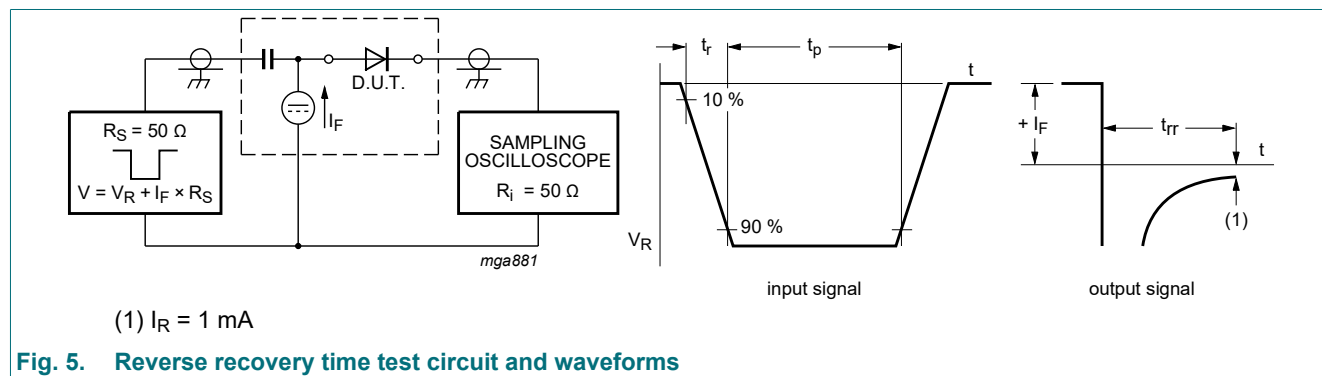 D.U.T.
I_F
R_S = 50 Ω
V = V_R + I_F × R_S
SAMPLING
OSCILLOSCOPE
R_i = 50 Ω
mga881
t_r
t_p
t
10 %
90 %
V_R
input signal
+ I_F
t_rr
t
(1)
output signal
(1) I_R = 1 mA
Fig. 5. Reverse recovery time test circuit and waveforms